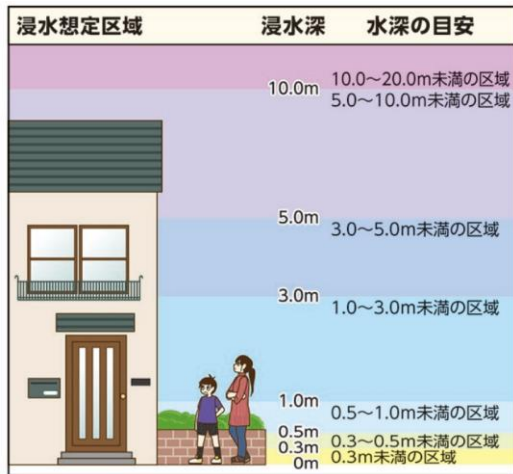 浸水想定区域 浸水深 水深の目安
10.0～20.0m未満の区域
10.0m
5.0～10.0m未満の区域
5.0m
3.0～5.0m未満の区域
3.0m
1.0～3.0m未満の区域
1.0m
0.5～1.0m未満の区域
0.5m
0.3～0.5m未満の区域
0.3m
0.3m未満の区域
0m